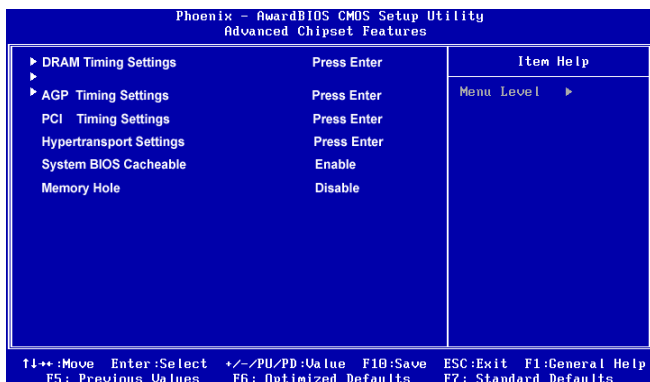 Phoenix - AwardBIOS CMOS Setup Utility
Advanced Chipset Features
DRAM Timing Settings Press Enter
AGP Timing Settings Press Enter
PCI Timing Settings Press Enter
Hypertransport Settings Press Enter
System BIOS Cacheable Enable
Memory Hole Disable
Item Help
Menu Level ▶
↑↓→←:Move Enter:Select +/-/PU/PD:Value F10:Save ESC:Exit F1:General Help
F5: Previous Values F6: Optimized Defaults F7: Standard Defaults